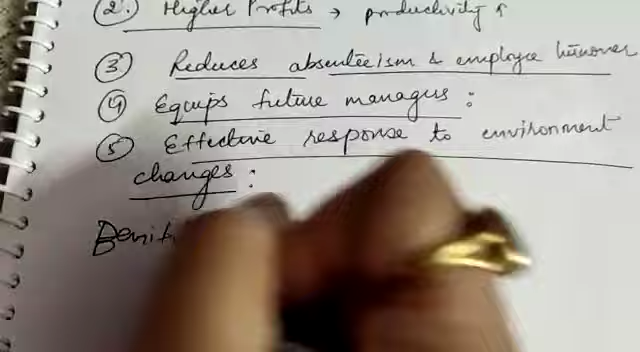 ② Higher Profits → productivity ↑
③ Reduces absenteeism & employee turnover
④ Equips future managers :
⑤ Effective response to environment
changes :